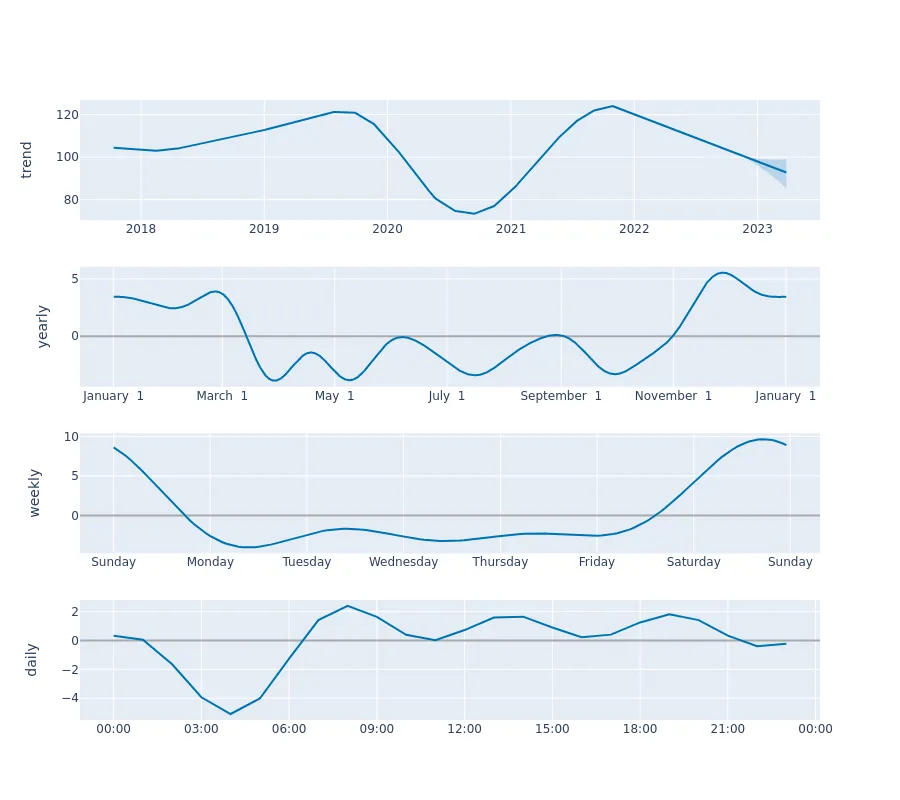 trend
120
100
80
2018 2019 2020 2021 2022 2023
yearly
5
0
January 1 March 1 May 1 July 1 September 1 November 1 January 1
weekly
10
5
0
Sunday Monday Tuesday Wednesday Thursday Friday Saturday Sunday
daily
2
0
−2
−4
00:00 03:00 06:00 09:00 12:00 15:00 18:00 21:00 00:00